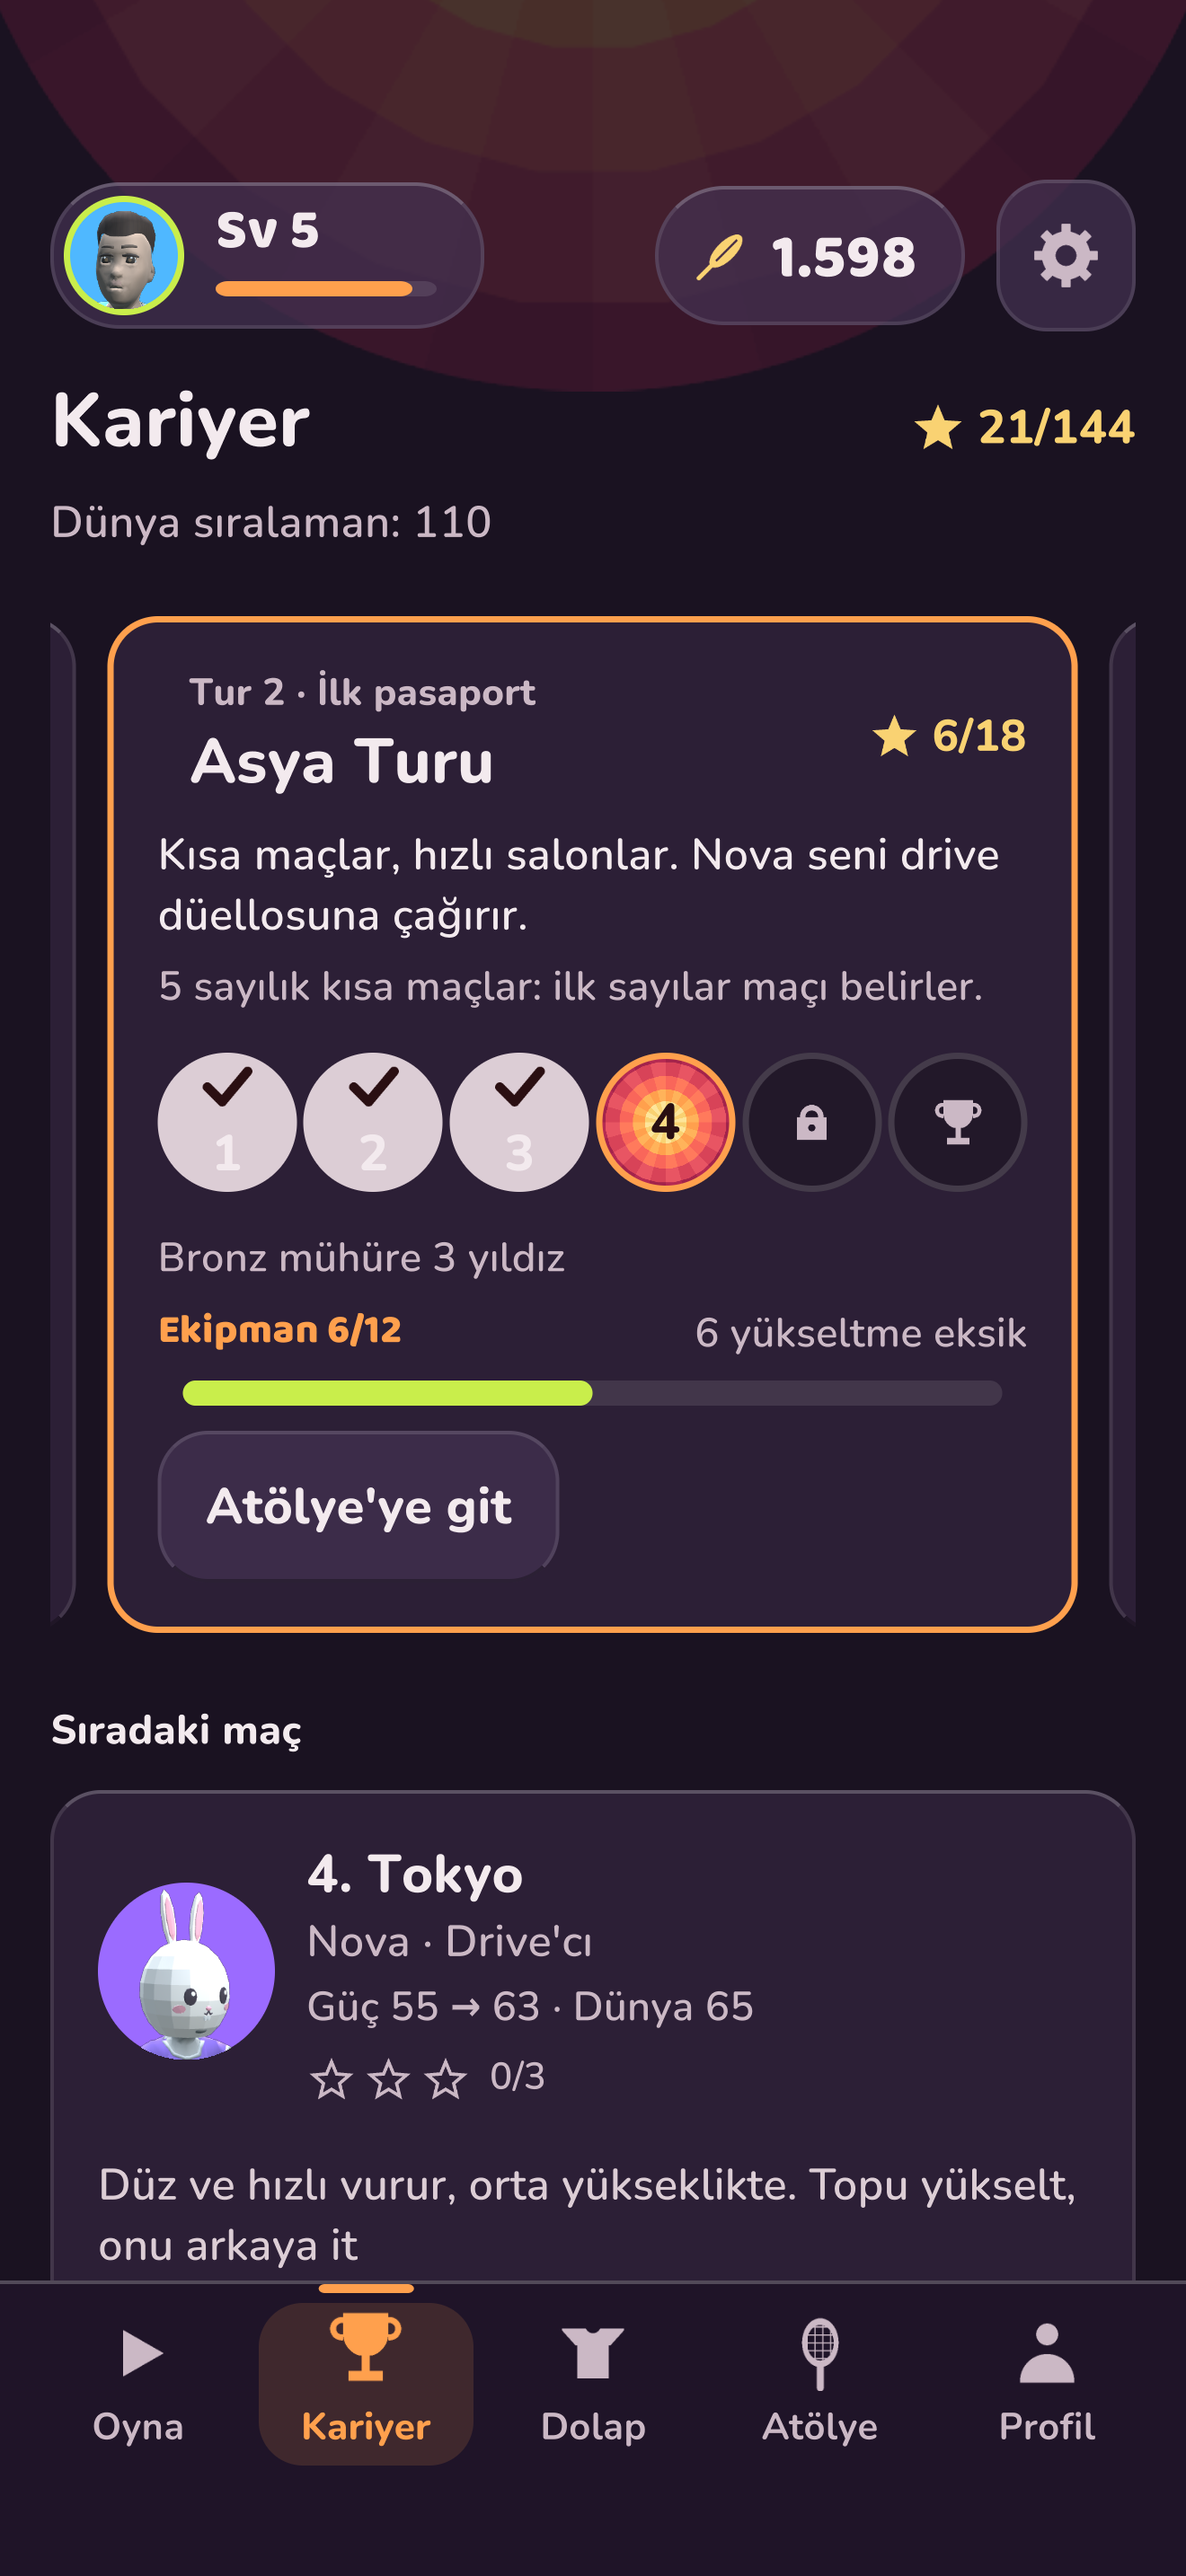 Sv 5
1.598
Kariyer
21/144
Dünya sıralaman: 110
Tur 2 · İlk pasaport
Asya Turu
6/18
Kısa maçlar, hızlı salonlar. Nova seni drive
düellosuna çağırır.
5 sayılık kısa maçlar: ilk sayılar maçı belirler.
1 2 3 4
Bronz mühüre 3 yıldız
Ekipman 6/12
6 yükseltme eksik
Atölye'ye git
Sıradaki maç
4. Tokyo
Nova · Drive'cı
Güç 55 → 63 · Dünya 65
0/3
Düz ve hızlı vurur, orta yükseklikte. Topu yükselt,
onu arkaya it
Oyna Kariyer Dolap Atölye Profil